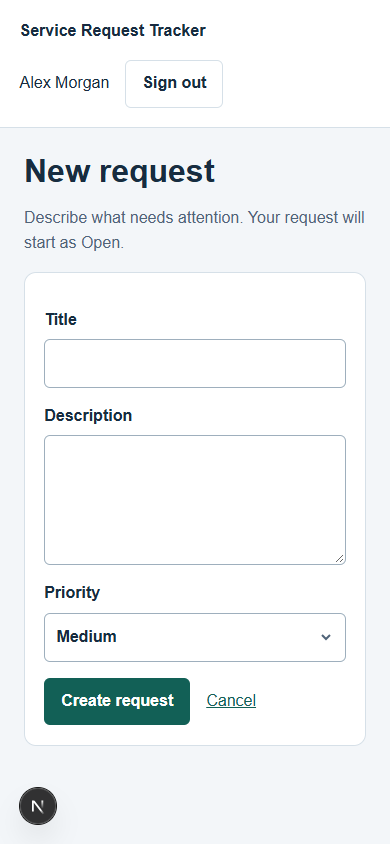 Service Request Tracker
Alex Morgan
Sign out
New request
Describe what needs attention. Your request will
start as Open.
Title
Description
Priority
Medium
Create request
Cancel
N